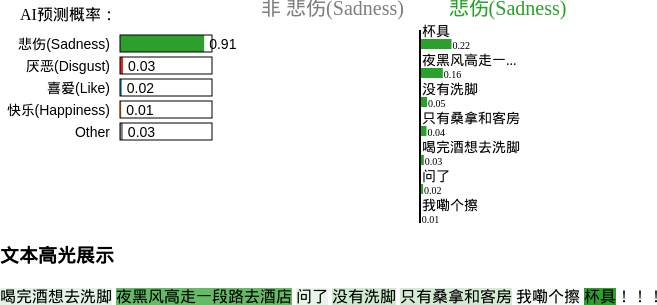 AI预测概率：
悲伤(Sadness) 0.91
厌恶(Disgust) 0.03
喜爱(Like) 0.02
快乐(Happiness) 0.01
Other 0.03
非 悲伤(Sadness) 悲伤(Sadness)
杯具
0.22
夜黑风高走一...
0.16
没有洗脚
0.05
只有桑拿和客房
0.04
喝完酒想去洗脚
0.03
问了
0.02
我嘞个擦
0.01
文本高光展示
喝完酒想去洗脚 夜黑风高走一段路去酒店 问了 没有洗脚 只有桑拿和客房 我嘞个擦 杯具！！！